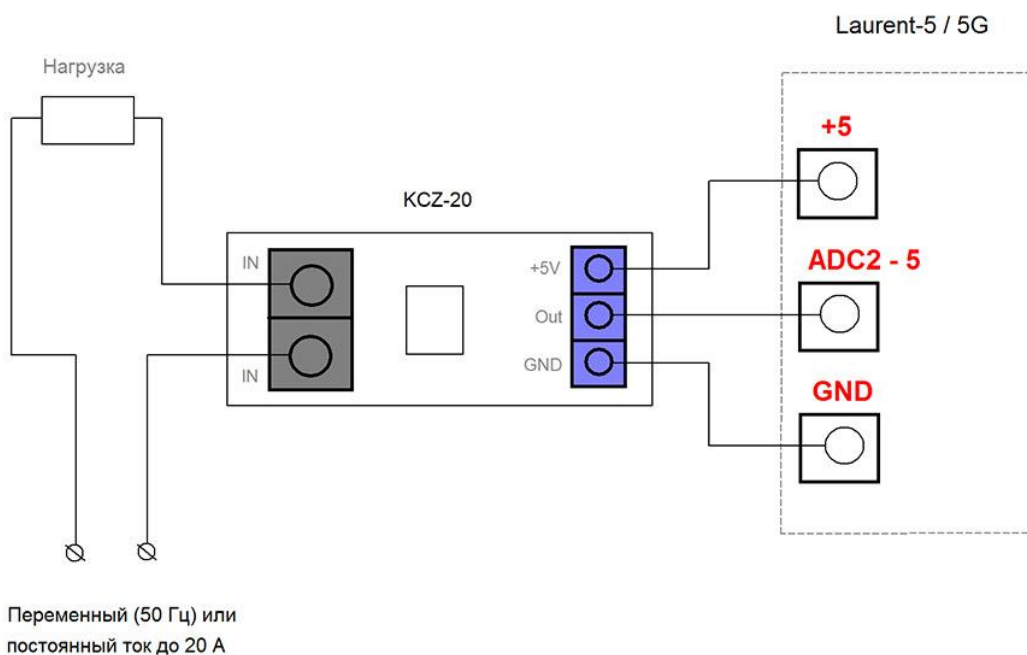 Laurent-5 / 5G
Нагрузка
+5
KCZ-20
IN
+5V
ADC2 - 5
Out
GND
IN
GND
Переменный (50 Гц) или
постоянный ток до 20 А